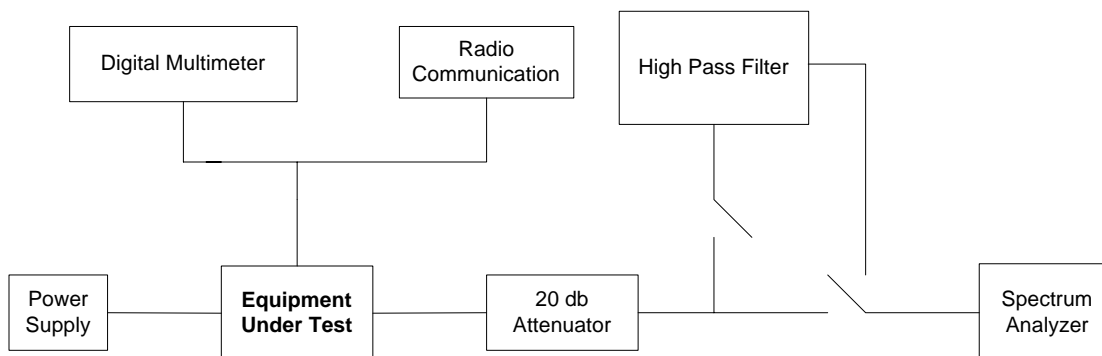 Digital Multimeter
Radio
Communication
High Pass Filter
Power
Supply
Equipment
Under Test
20 db
Attenuator
Spectrum
Analyzer